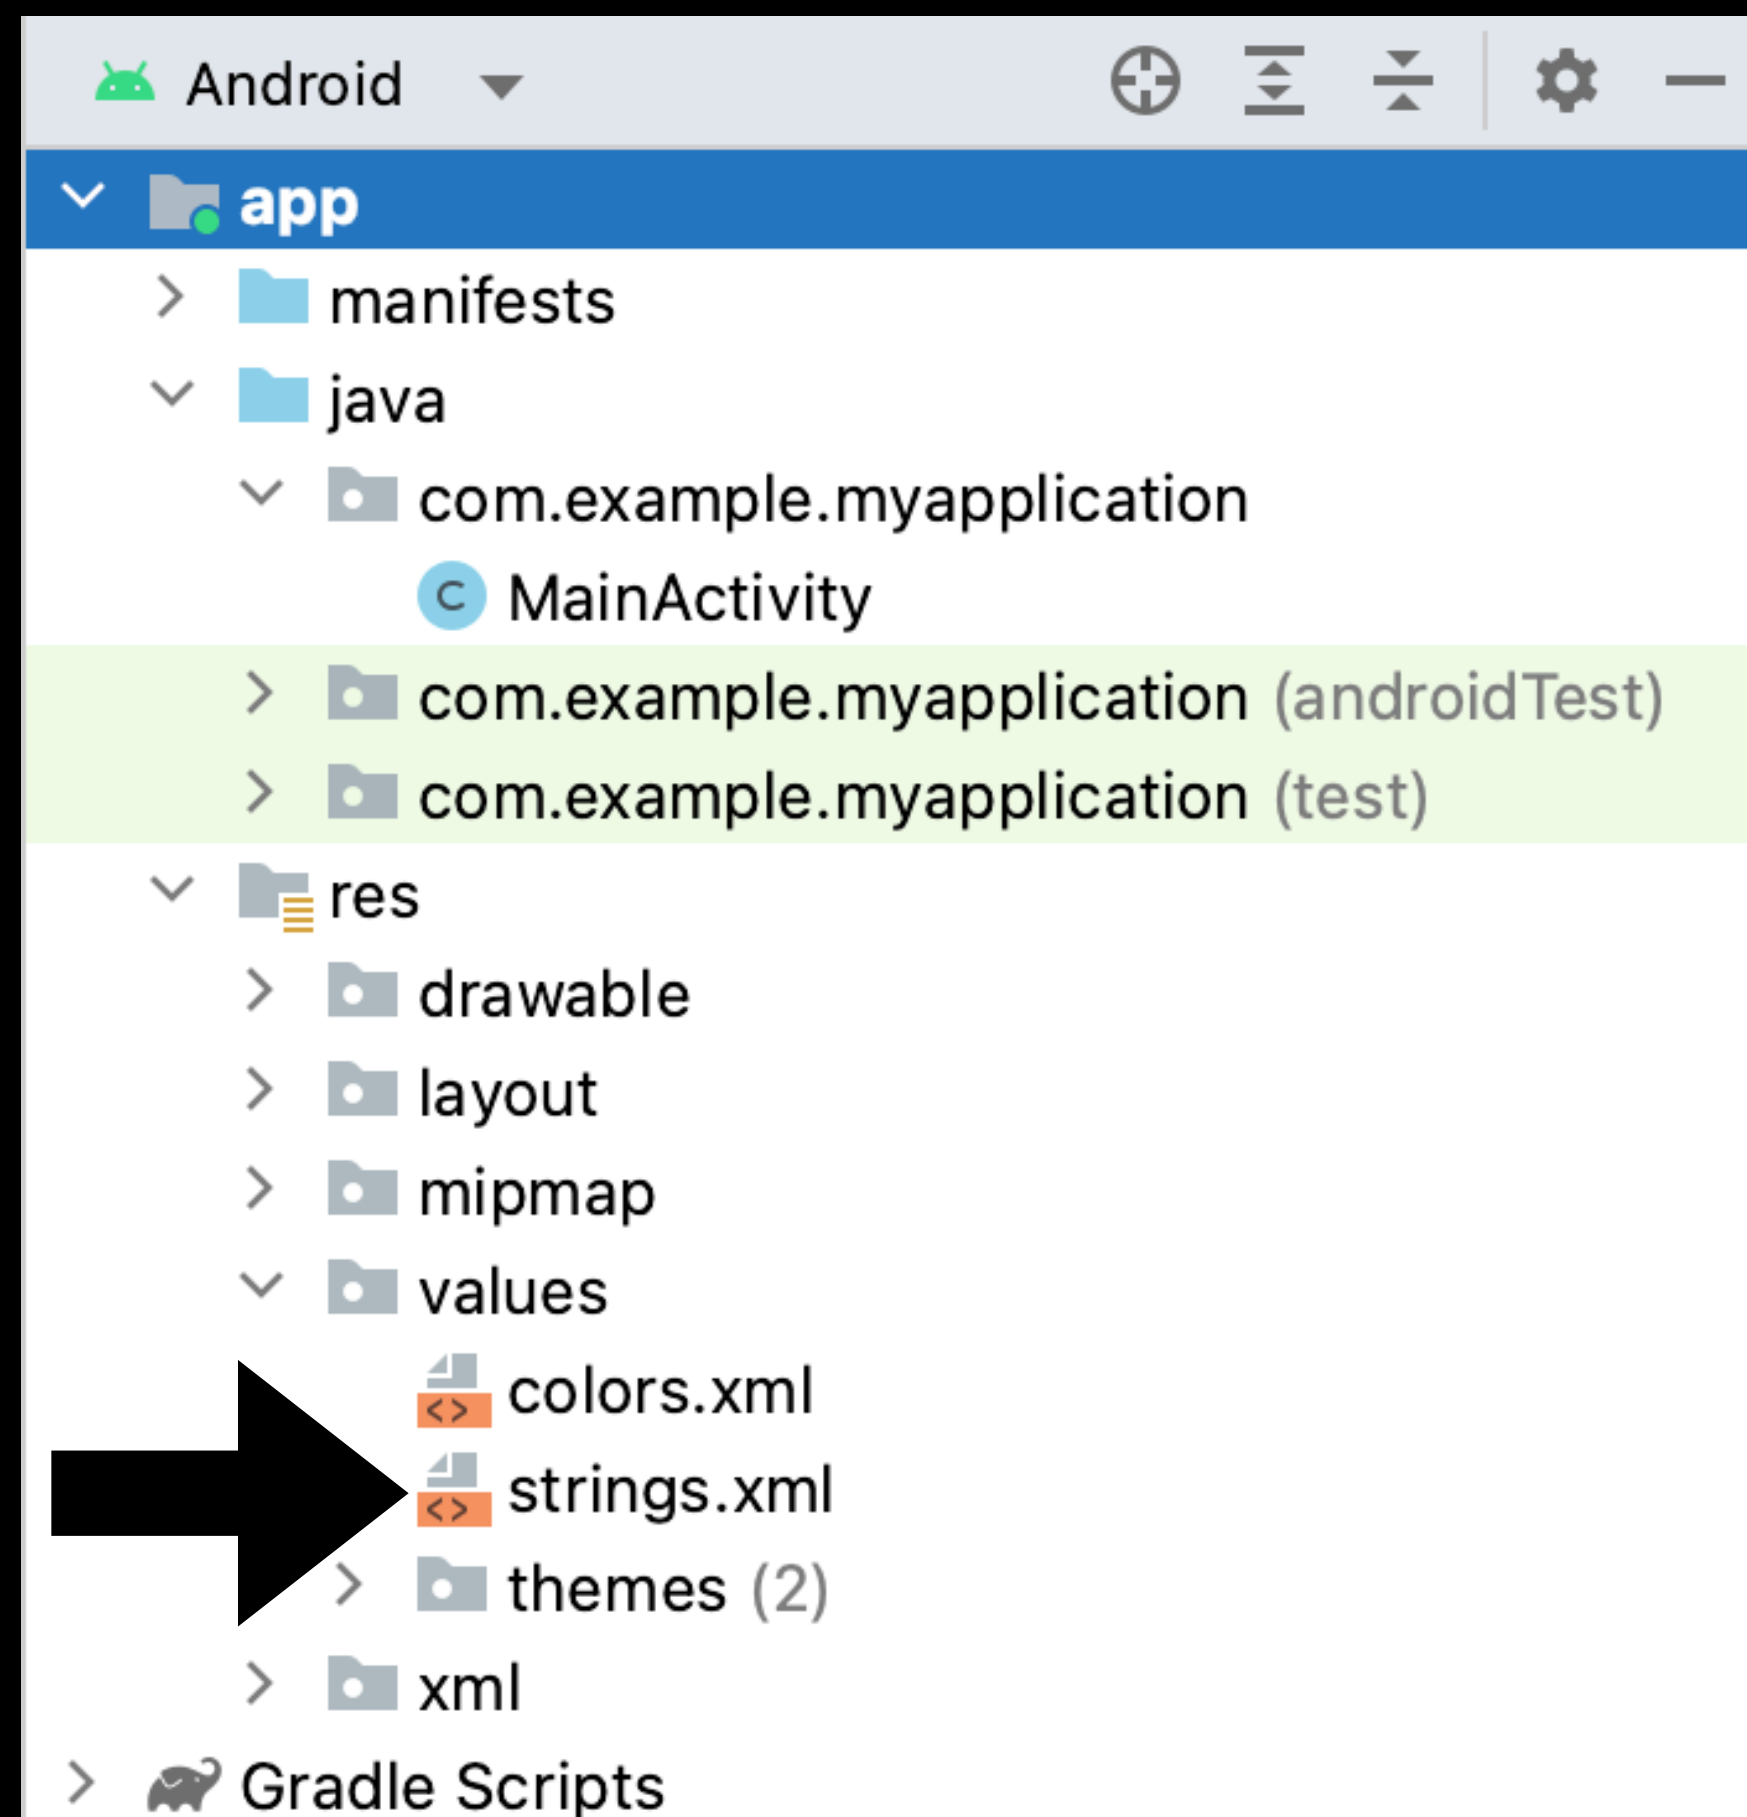 Android
app
manifests
java
com.example.myapplication
C MainActivity
com.example.myapplication (androidTest)
com.example.myapplication (test)
res
drawable
layout
mipmap
values
<> colors.xml
<> strings.xml
themes (2)
xml
Gradle Scripts